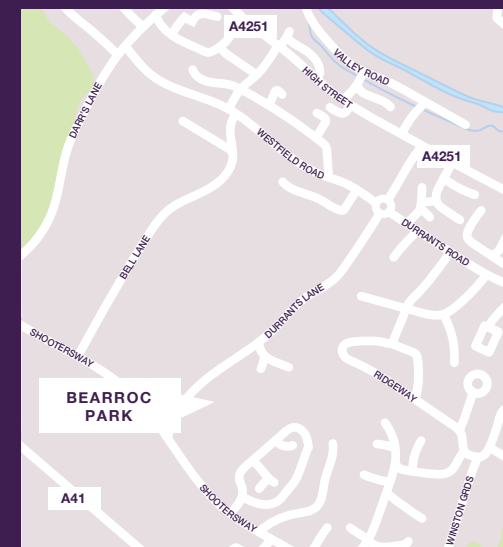 A4251
VALLEY ROAD
HIGH STREET
DARR'S LANE
WESTFIELD ROAD
A4251
DURRANTS ROAD
BELL LANE
DURRANTS LANE
SHOOTERSWAY
RIDGEWAY
BEARROC
PARK
A41
SHOOTERSWAY
WINSTON GRDS